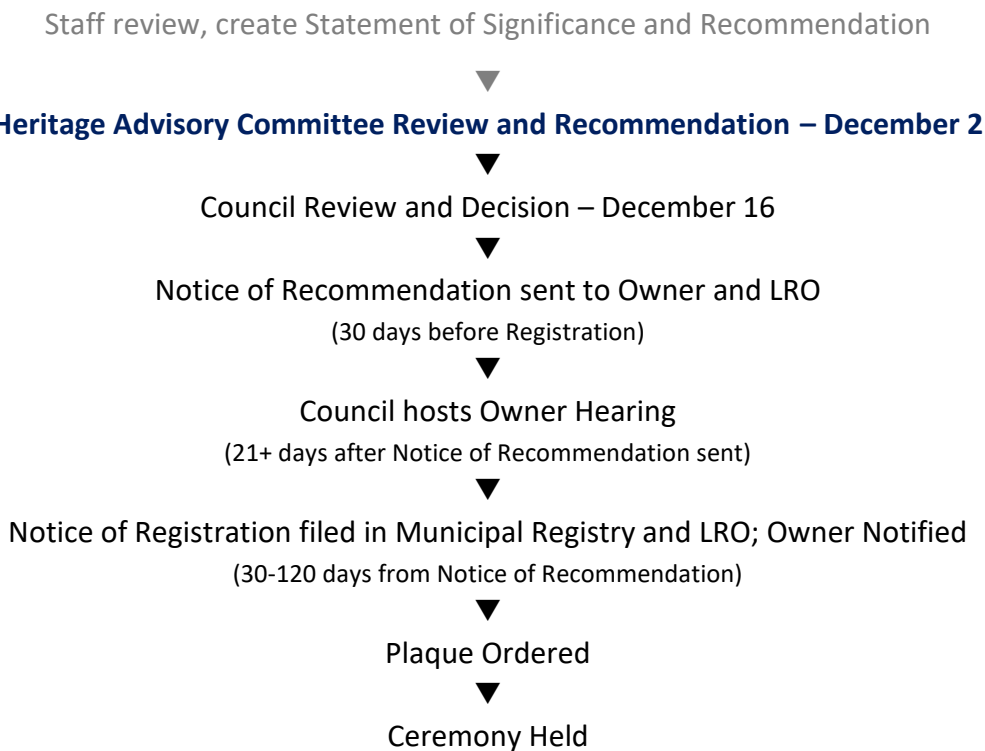 Staff review, create Statement of Significance and Recommendation
Heritage Advisory Committee Review and Recommendation – December 2
Council Review and Decision – December 16
Notice of Recommendation sent to Owner and LRO
(30 days before Registration)
Council hosts Owner Hearing
(21+ days after Notice of Recommendation sent)
Notice of Registration filed in Municipal Registry and LRO; Owner Notified
(30-120 days from Notice of Recommendation)
Plaque Ordered
Ceremony Held